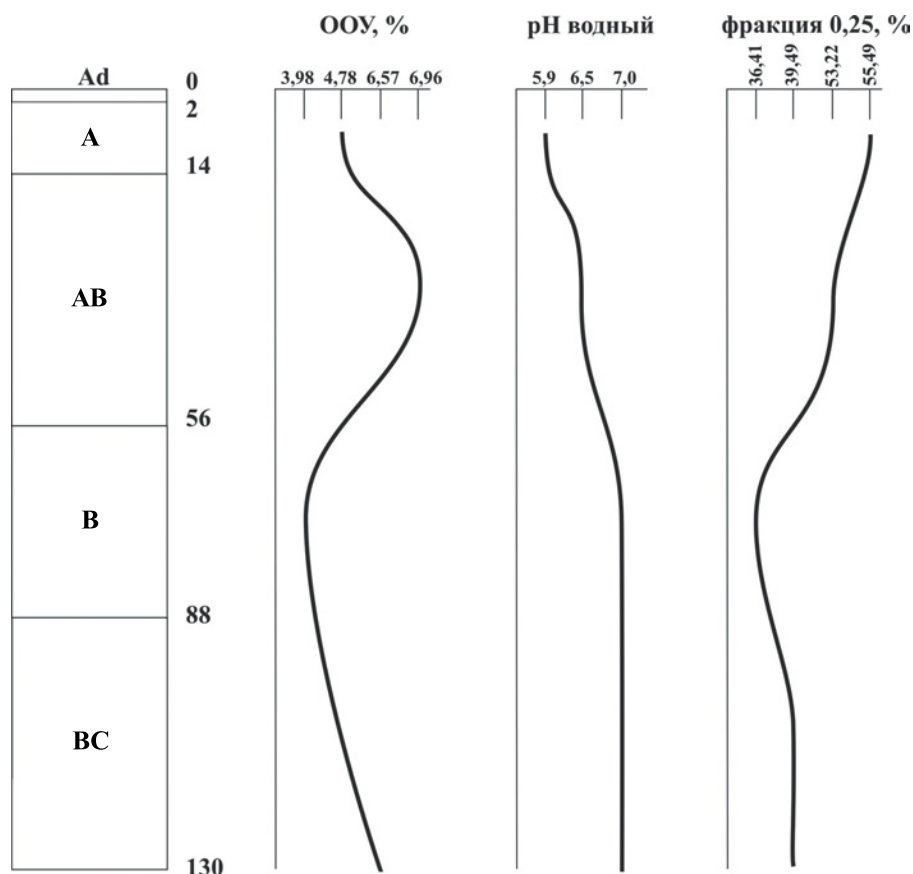 ООУ, %
рН водный
фракция 0,25, %
3,98 4,78 6,57 6,96
5,9 6,5 7,0
36,41
39,49
53,22
55,49
Ad
0
2
A
14
AB
56
B
88
BC
130